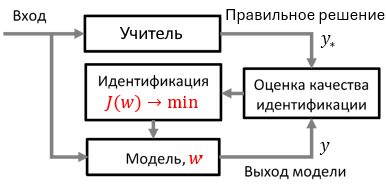 Вход
Учитель
Правильное решение
y*
Идентификация
J(w) → min
Оценка качества
идентификации
Модель, w
y
Выход модели